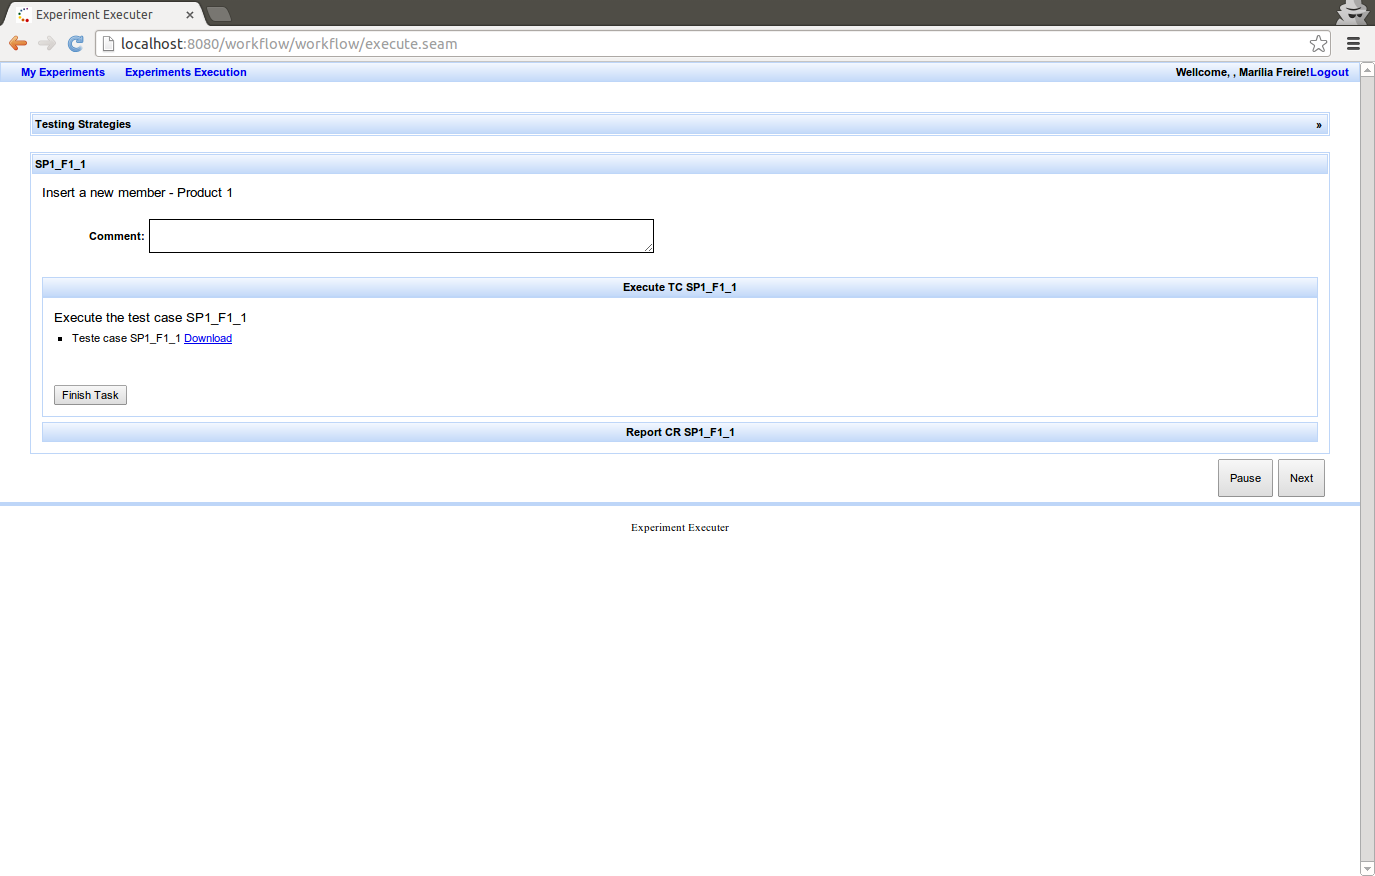 Experiment Executer
localhost:8080/workflow/workflow/execute.seam
My Experiments Experiments Execution Wellcome, , Marília Freire!Logout
Testing Strategies »
SP1_F1_1
Insert a new member - Product 1
Comment:
Execute TC SP1_F1_1
Execute the test case SP1_F1_1
Teste case SP1_F1_1 Download
Finish Task
Report CR SP1_F1_1
Pause Next
Experiment Executer